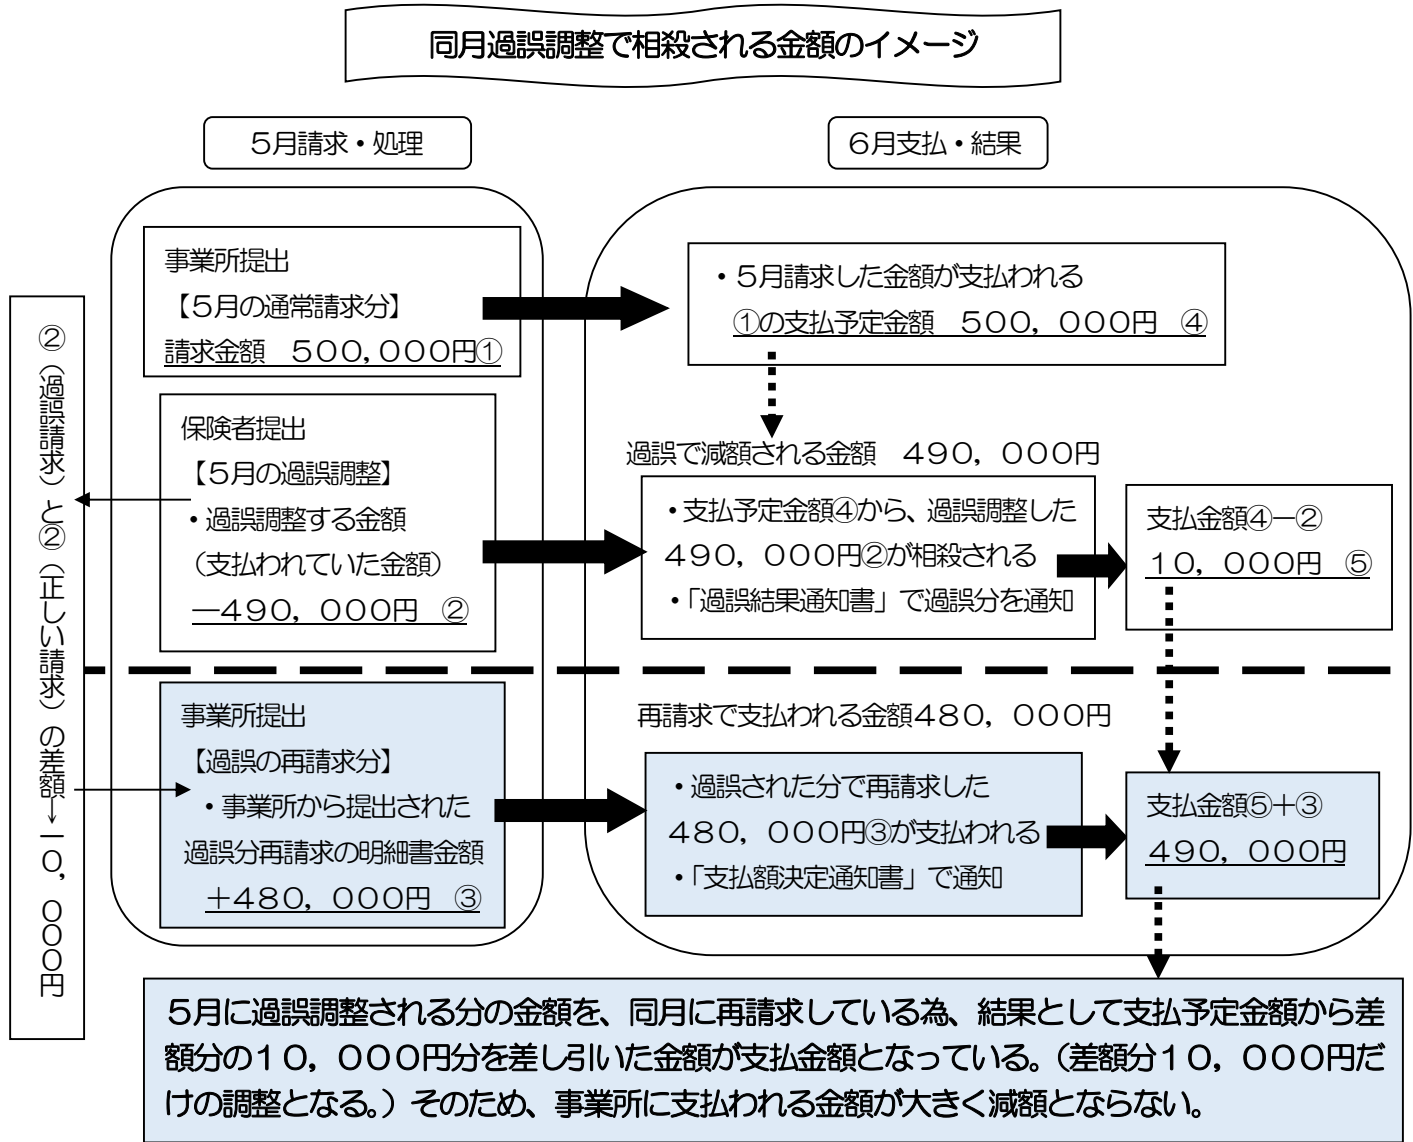 同月過誤調整で相殺される金額のイメージ
５月請求・処理
６月支払・結果
事業所提出
【５月の通常請求分】
請求金額　５００，０００円①
・５月請求した金額が支払われる
①の支払予定金額　５００，０００円　④
②（過誤請求）と②（正しい請求）の差額→－１０，０００円
保険者提出
【５月の過誤調整】
・過誤調整する金額
（支払われていた金額）
－４９０，０００円　②
過誤で減額される金額　４９０，０００円
・支払予定金額④から、過誤調整した
４９０，０００円②が相殺される
・「過誤結果通知書」で過誤分を通知
支払金額④－②
１０，０００円　⑤
事業所提出
【過誤の再請求分】
・事業所から提出された
過誤分再請求の明細書金額
＋４８０，０００円　③
再請求で支払われる金額４８０，０００円
・過誤された分で再請求した
４８０，０００円③が支払われる
・「支払額決定通知書」で通知
支払金額⑤＋③
４９０，０００円
５月に過誤調整される分の金額を、同月に再請求している為、結果として支払予定金額から差
額分の１０，０００円分を差し引いた金額が支払金額となっている。（差額分１０，０００円だ
けの調整となる。）そのため、事業所に支払われる金額が大きく減額とならない。